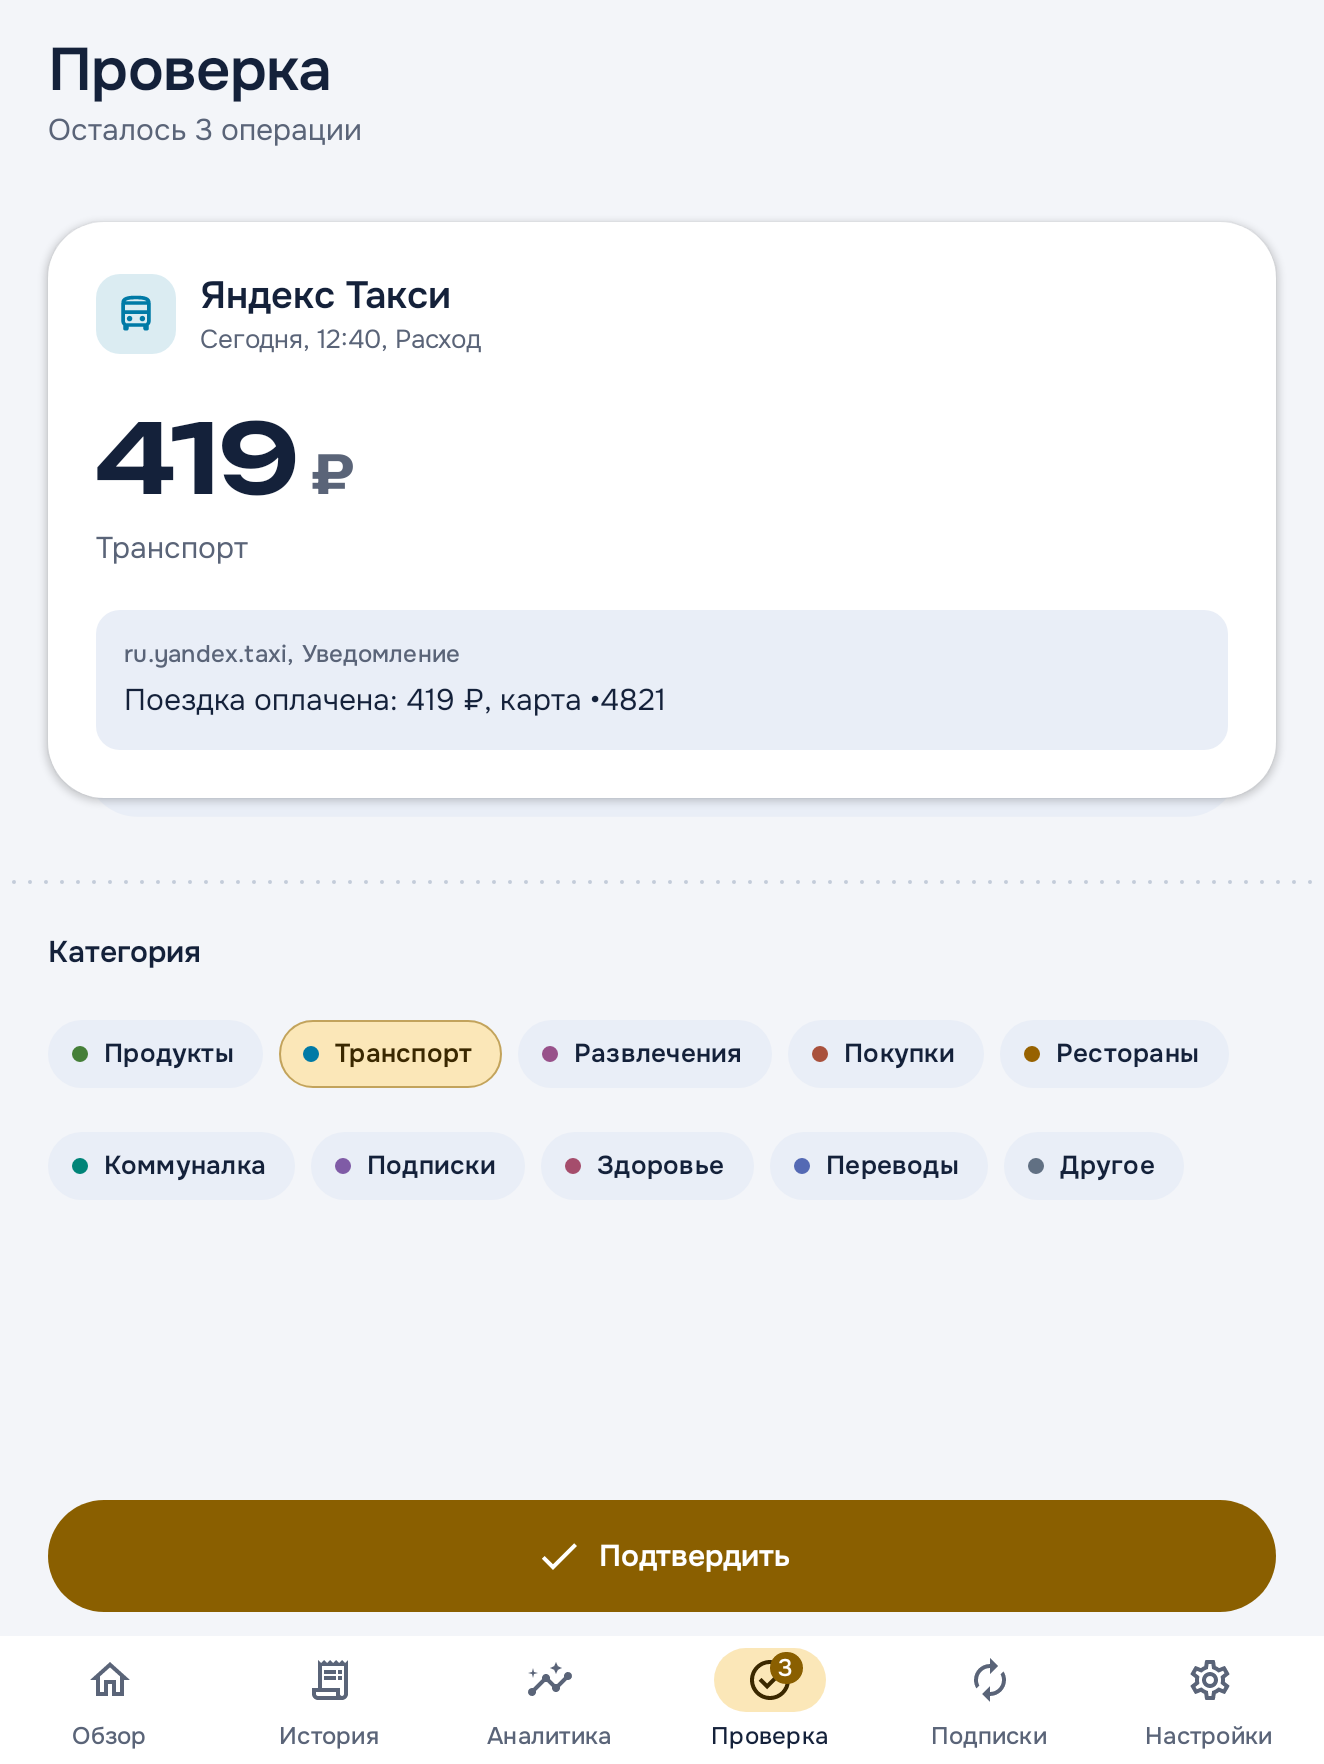 Проверка
Осталось 3 операции
Яндекс Такси
Сегодня, 12:40, Расход
419 ₽
Транспорт
ru.yandex.taxi, Уведомление
Поездка оплачена: 419 ₽, карта •4821
Категория
Продукты Транспорт Развлечения Покупки Рестораны
Коммуналка Подписки Здоровье Переводы Другое
Подтвердить
3
Обзор История Аналитика Проверка Подписки Настройки